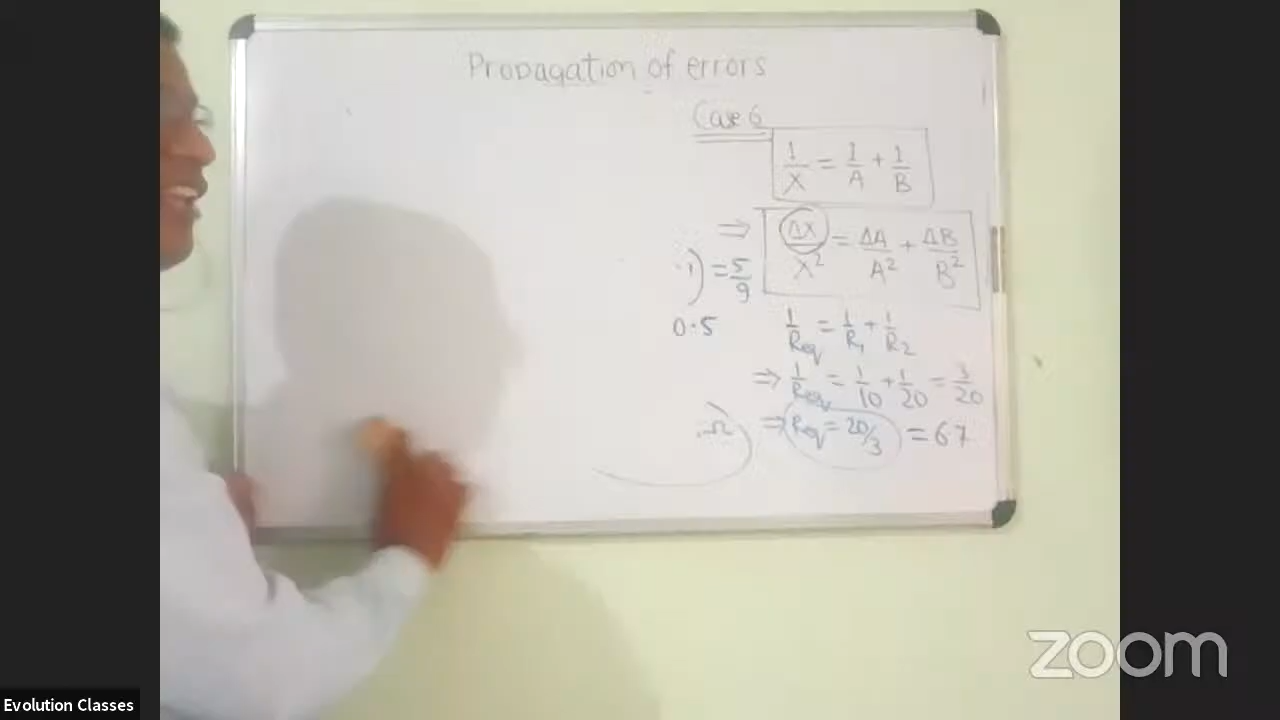 Propagation of errors
Case 6
1/X = 1/A + 1/B
⇒ ΔX/X² = ΔA/A² + ΔB/B²
) = 5/9
0.5
1/Req = 1/R₁ + 1/R₂
⇒ 1/Req = 1/10 + 1/20 = 3/20
Ω
⇒ Req = 20/3 = 67
zoom
Evolution Classes